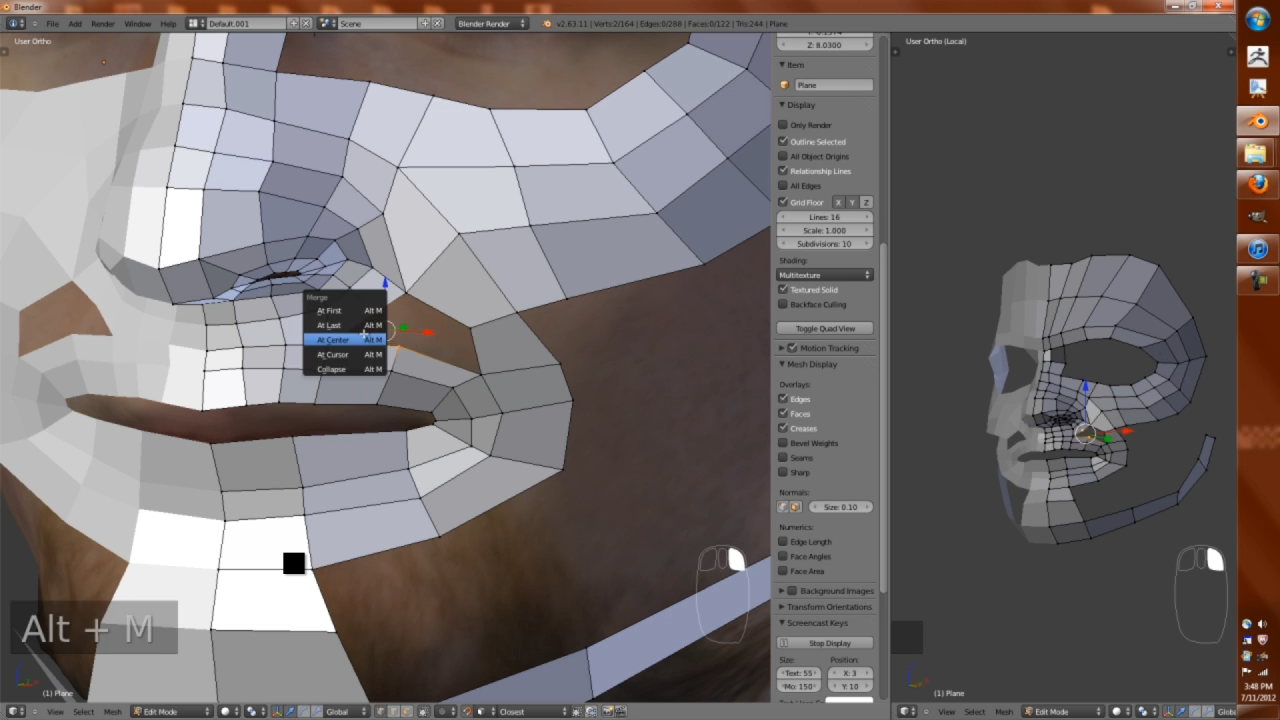 Blender
File Add Render Window Help Default.001 Scene Blender Render v2.63.11 | Verts:2/164 | Edges:0/288 | Faces:0/122 | Tris:244 | Plane
User Ortho
User Ortho (Local)
Z: 8.0300
Item
Plane
Display
Only Render
Outline Selected
All Object Origins
Relationship Lines
All Edges
Grid Floor X Y Z
Lines: 16
Scale: 1.000
Subdivisions: 10
Shading:
Multitexture
Textured Solid
Backface Culling
Toggle Quad View
Motion Tracking
Mesh Display
Overlays:
Edges
Faces
Creases
Bevel Weights
Seams
Sharp
Normals:
Size: 0.10
Numerics:
Edge Length
Face Angles
Face Area
Background Images
Transform Orientations
Screencast Keys
Stop Display
Size: Position:
Text: 55 X: 3
Mo: 150 Y: 10
Merge
At First Alt M
At Last Alt M
At Center Alt M
At Cursor Alt M
Collapse Alt M
Alt + M
(1) Plane
(1) Plane
View Select Mesh Edit Mode Global Closest
View Select Mesh Edit Mode Globa
3:48 PM
7/11/2012